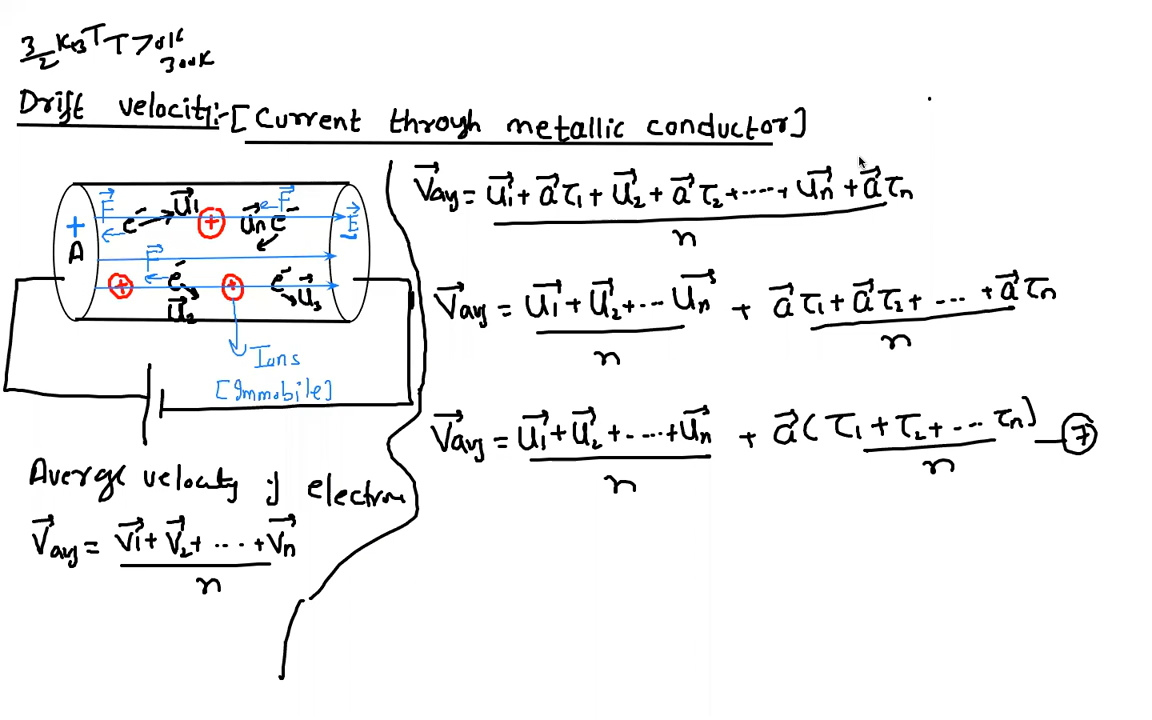 3/2 KBT T>0K
300K
Drift velocity:-[Current through metallic conductor]
+ A F⃗ e⁻ u⃗1 + u⃗n e⁻ F⃗ E⃗
F⃗
+ e⁻ u⃗2 + e⁻ u⃗3
Ions
[Immobile]
Average velocity of electron
V⃗avg = (V⃗1 + V⃗2 + .... + V⃗n)/n
V⃗avg = (u⃗1 + a⃗τ1 + u⃗2 + a⃗τ2 + ..... + u⃗n + a⃗τn)/n
V⃗avg = (u⃗1 + u⃗2 + ... u⃗n)/n + (a⃗τ1 + a⃗τ2 + ... + a⃗τn)/n
V⃗avg = (u⃗1 + u⃗2 + ..... + u⃗n)/n + a⃗(τ1 + τ2 + ... τn)/n —⑦